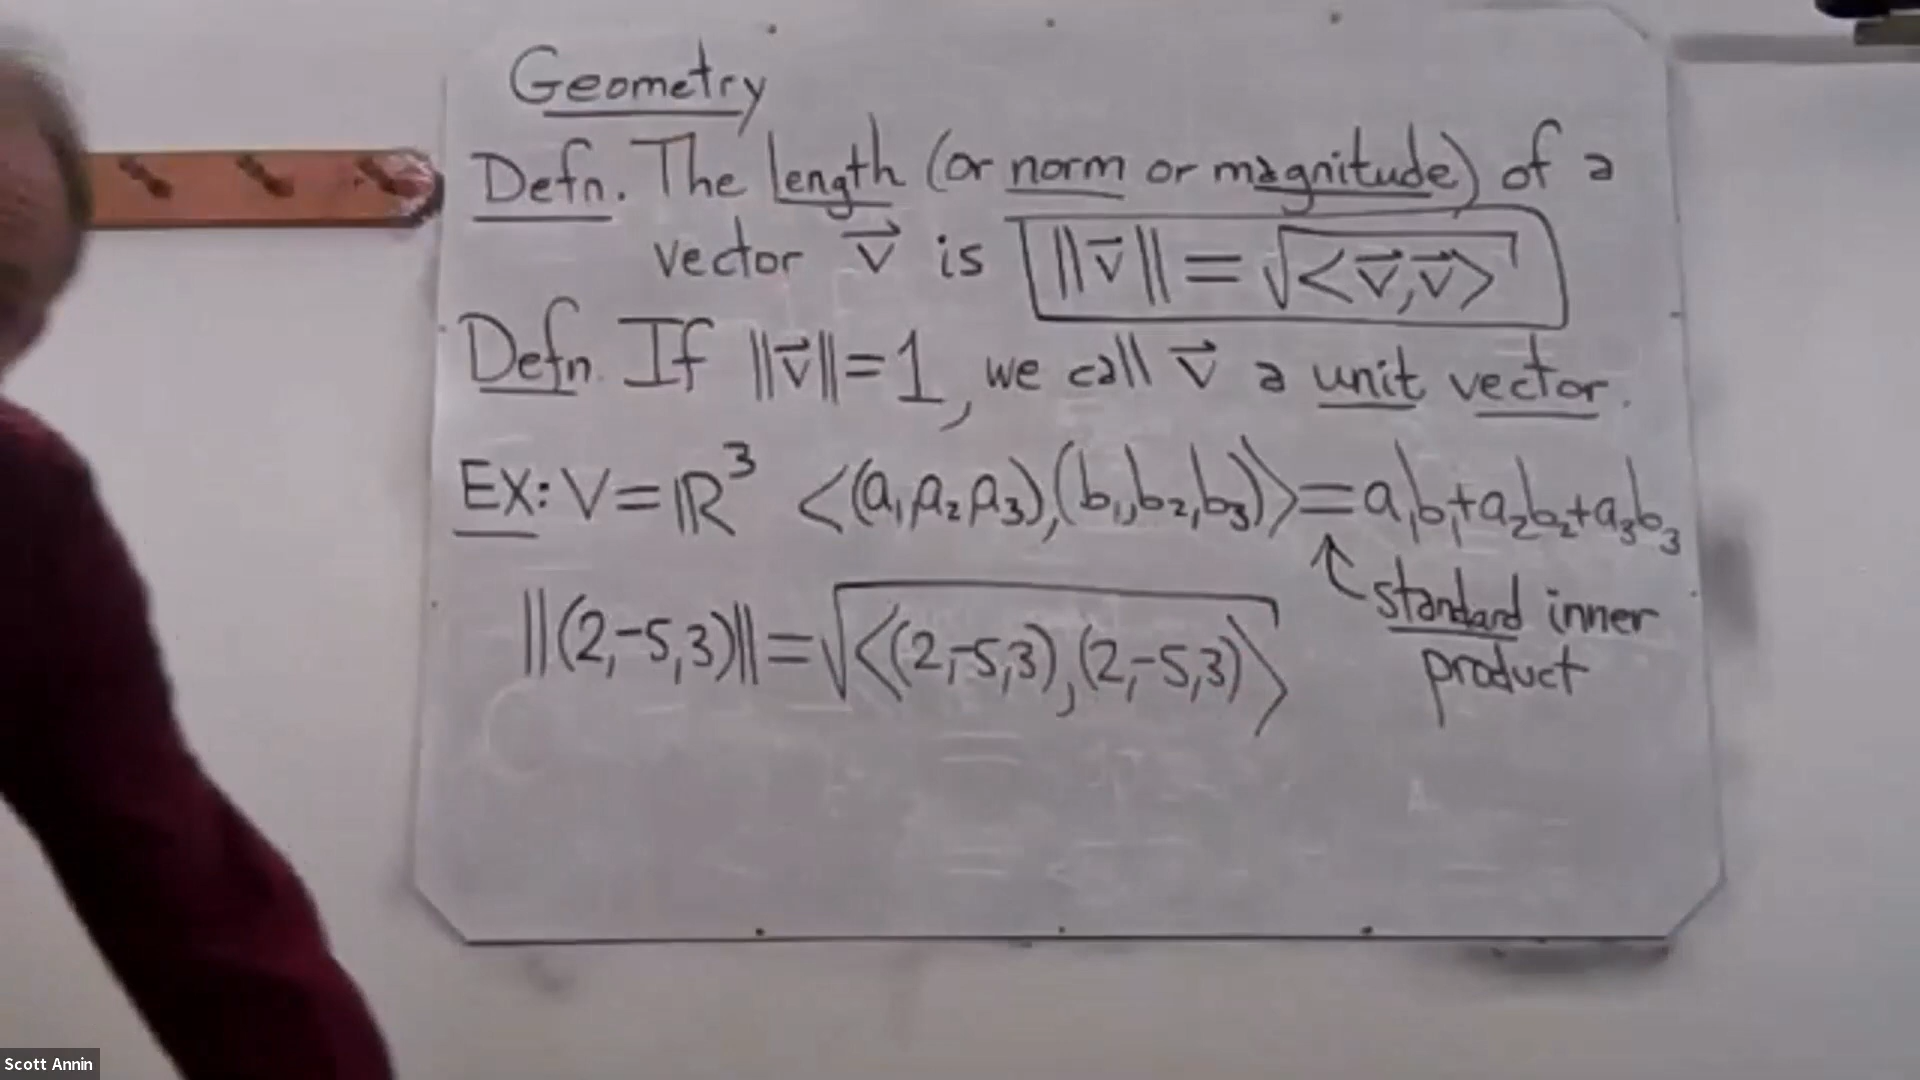 Geometry
Defn. The length (or norm or magnitude) of a
vector v⃗ is ||v⃗|| = √<v⃗,v⃗>
Defn. If ||v⃗||=1, we call v⃗ a unit vector.
EX: V=ℝ³ <(a₁,a₂,a₃),(b₁,b₂,b₃)>=a₁b₁+a₂b₂+a₃b₃
↑ standard inner
product
||(2,-5,3)||=√<(2,-5,3),(2,-5,3)>
Scott Annin